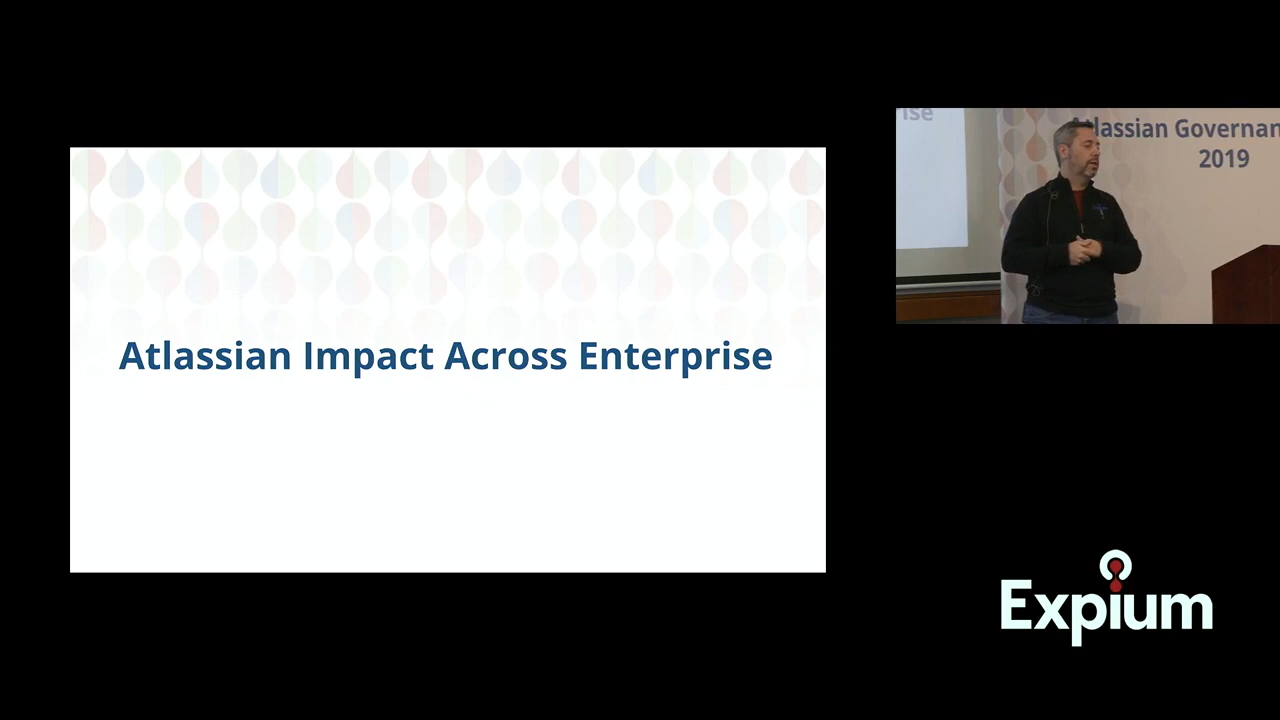 Atlassian Impact Across Enterprise
ise
Atlassian Governan
2019
Expium